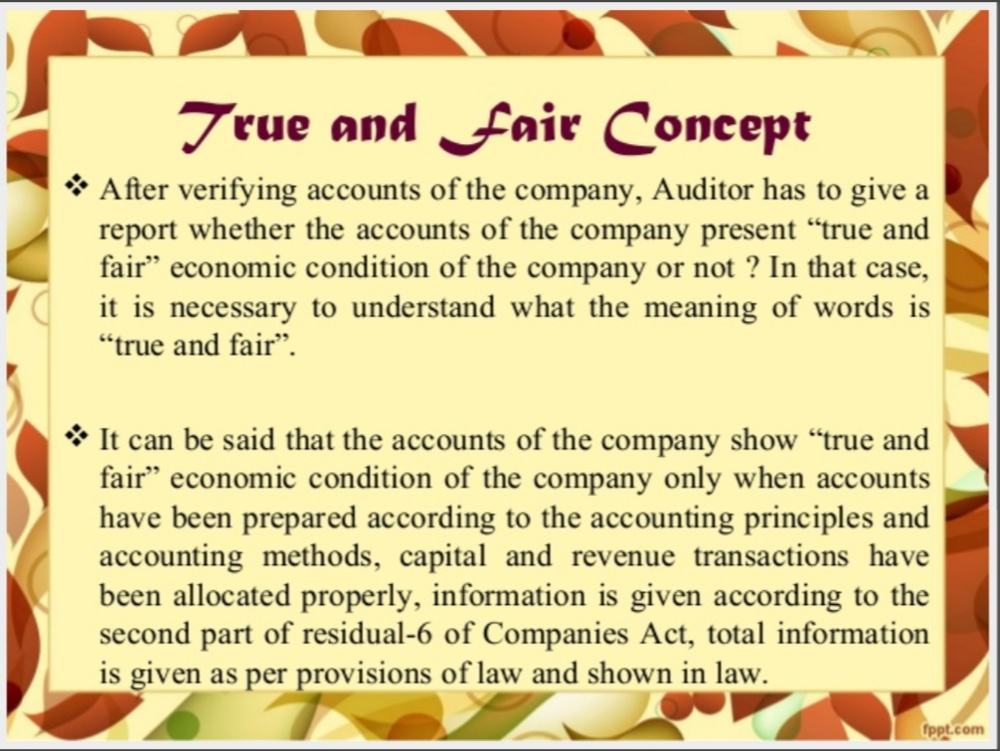 True and Fair Concept
❖ After verifying accounts of the company, Auditor has to give a
report whether the accounts of the company present “true and
fair” economic condition of the company or not ? In that case,
it is necessary to understand what the meaning of words is
“true and fair”.
❖ It can be said that the accounts of the company show “true and
fair” economic condition of the company only when accounts
have been prepared according to the accounting principles and
accounting methods, capital and revenue transactions have
been allocated properly, information is given according to the
second part of residual-6 of Companies Act, total information
is given as per provisions of law and shown in law.
fppt.com